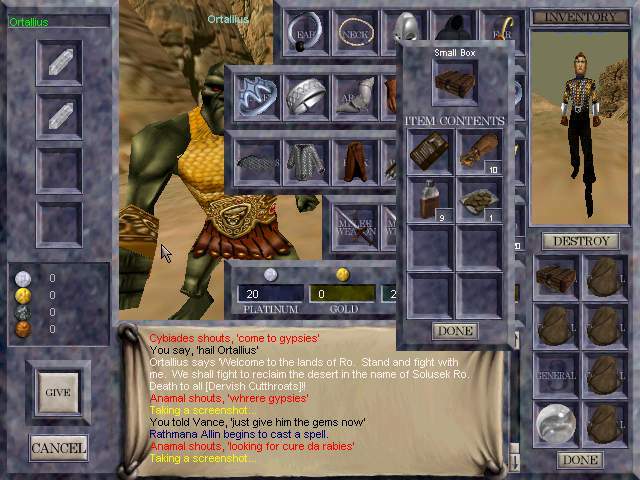 Ortallius
Ortallius
EAR
NECK
EAR
INVENTORY
Small Box
ITEM CONTENTS
10
9
1
DESTROY
MELEE
WEAPON
20
0
2
PLATINUM
GOLD
DONE
0
0
0
0
GENERAL
GIVE
CANCEL
DONE
Cybiades shouts, 'come to gypsies'
You say, 'hail Ortallius'
Ortallius says 'Welcome to the lands of Ro. Stand and fight with
me. We shall fight to reclaim the desert in the name of Solusek Ro.
Death to all [Dervish Cutthroats]!!
Anamal shouts, 'whrere gypsies'
Taking a screenshot...
You told Vance, 'just give him the gems now'
Rathmana Allin begins to cast a spell.
Anamal shouts, 'looking for cure da rabies'
Taking a screenshot...